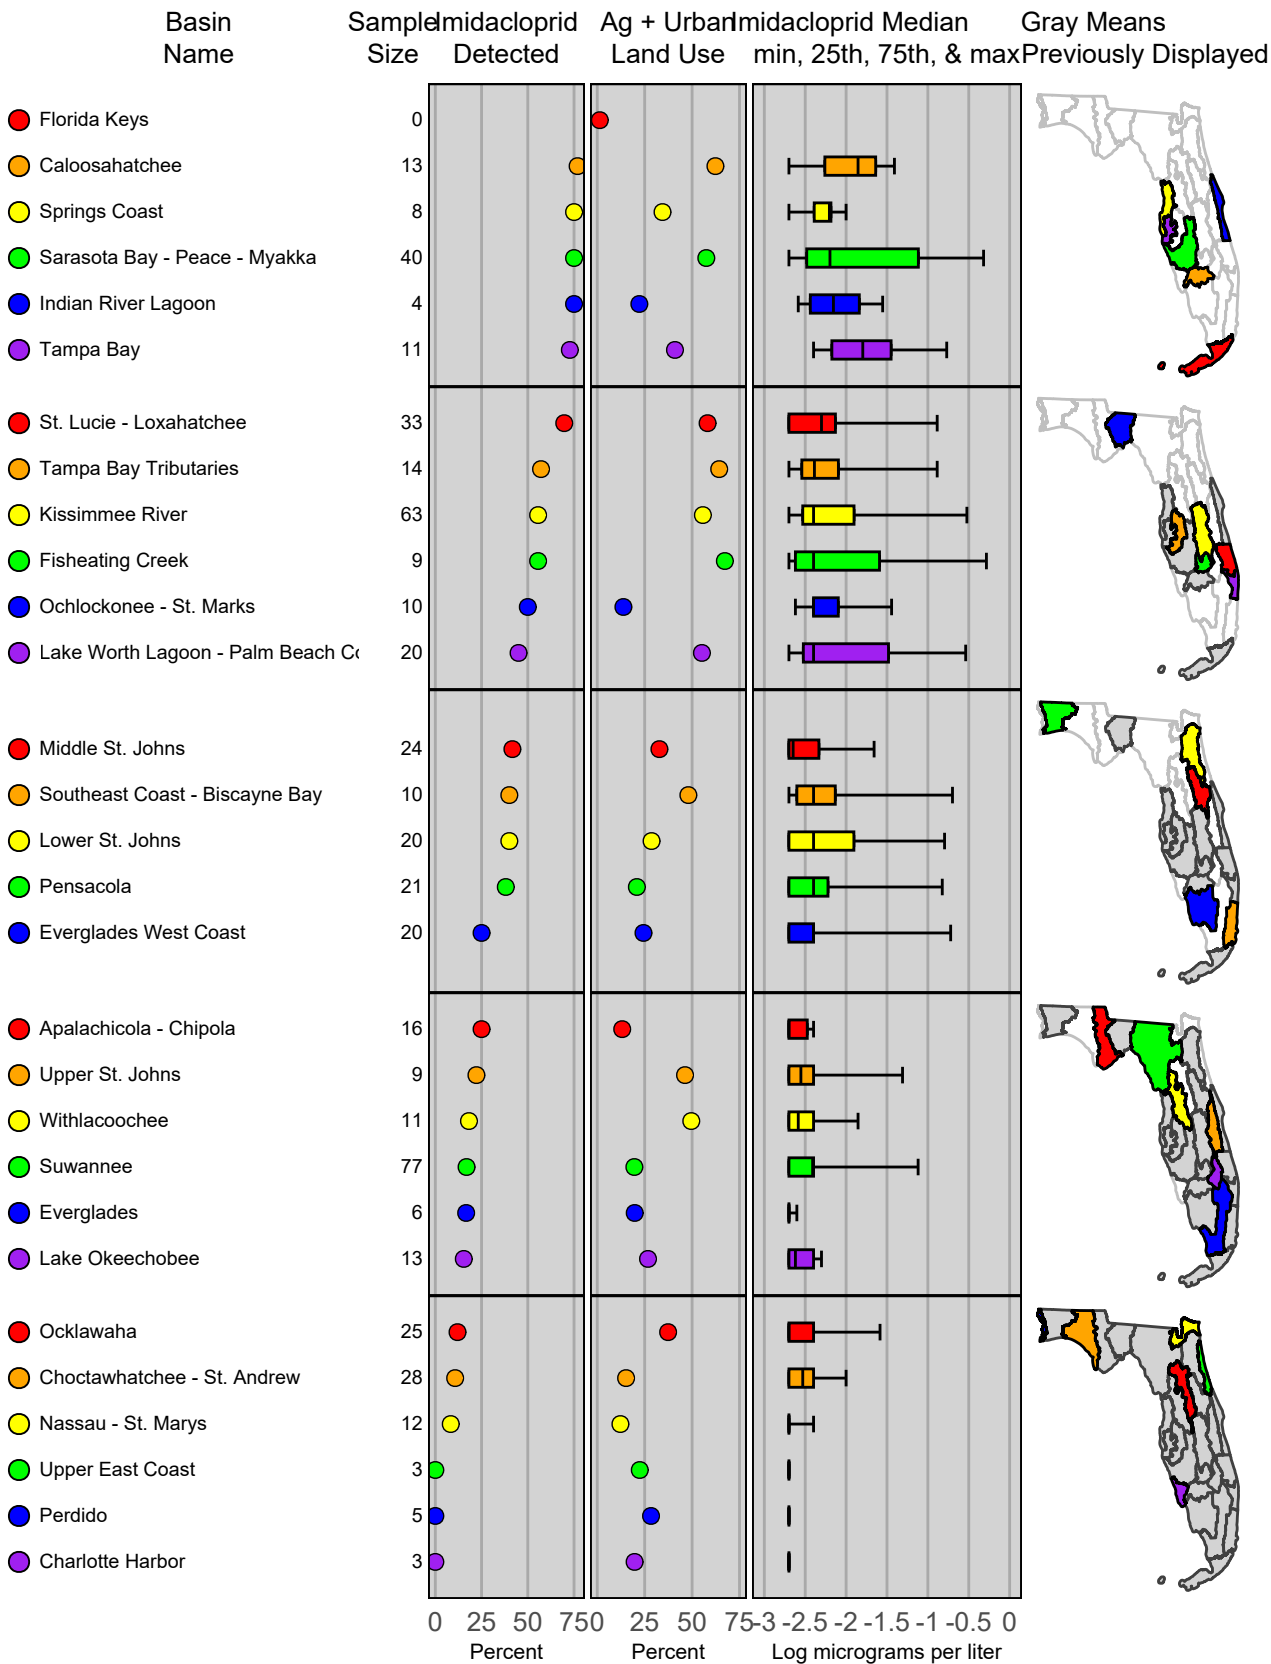 Basin Sample Imidacloprid Ag + Urban Imidacloprid Median Gray Means
Name Size Detected Land Use min, 25th, 75th, & max Previously Displayed
Florida Keys 0
Caloosahatchee 13
Springs Coast 8
Sarasota Bay - Peace - Myakka 40
Indian River Lagoon 4
Tampa Bay 11
St. Lucie - Loxahatchee 33
Tampa Bay Tributaries 14
Kissimmee River 63
Fisheating Creek 9
Ochlockonee - St. Marks 10
Lake Worth Lagoon - Palm Beach Co 20
Middle St. Johns 24
Southeast Coast - Biscayne Bay 10
Lower St. Johns 20
Pensacola 21
Everglades West Coast 20
Apalachicola - Chipola 16
Upper St. Johns 9
Withlacoochee 11
Suwannee 77
Everglades 6
Lake Okeechobee 13
Ocklawaha 25
Choctawhatchee - St. Andrew 28
Nassau - St. Marys 12
Upper East Coast 3
Perdido 5
Charlotte Harbor 3
0 25 50 75 0 25 50 75 -3 -2.5 -2 -1.5 -1 -0.5 0
Percent Percent Log micrograms per liter